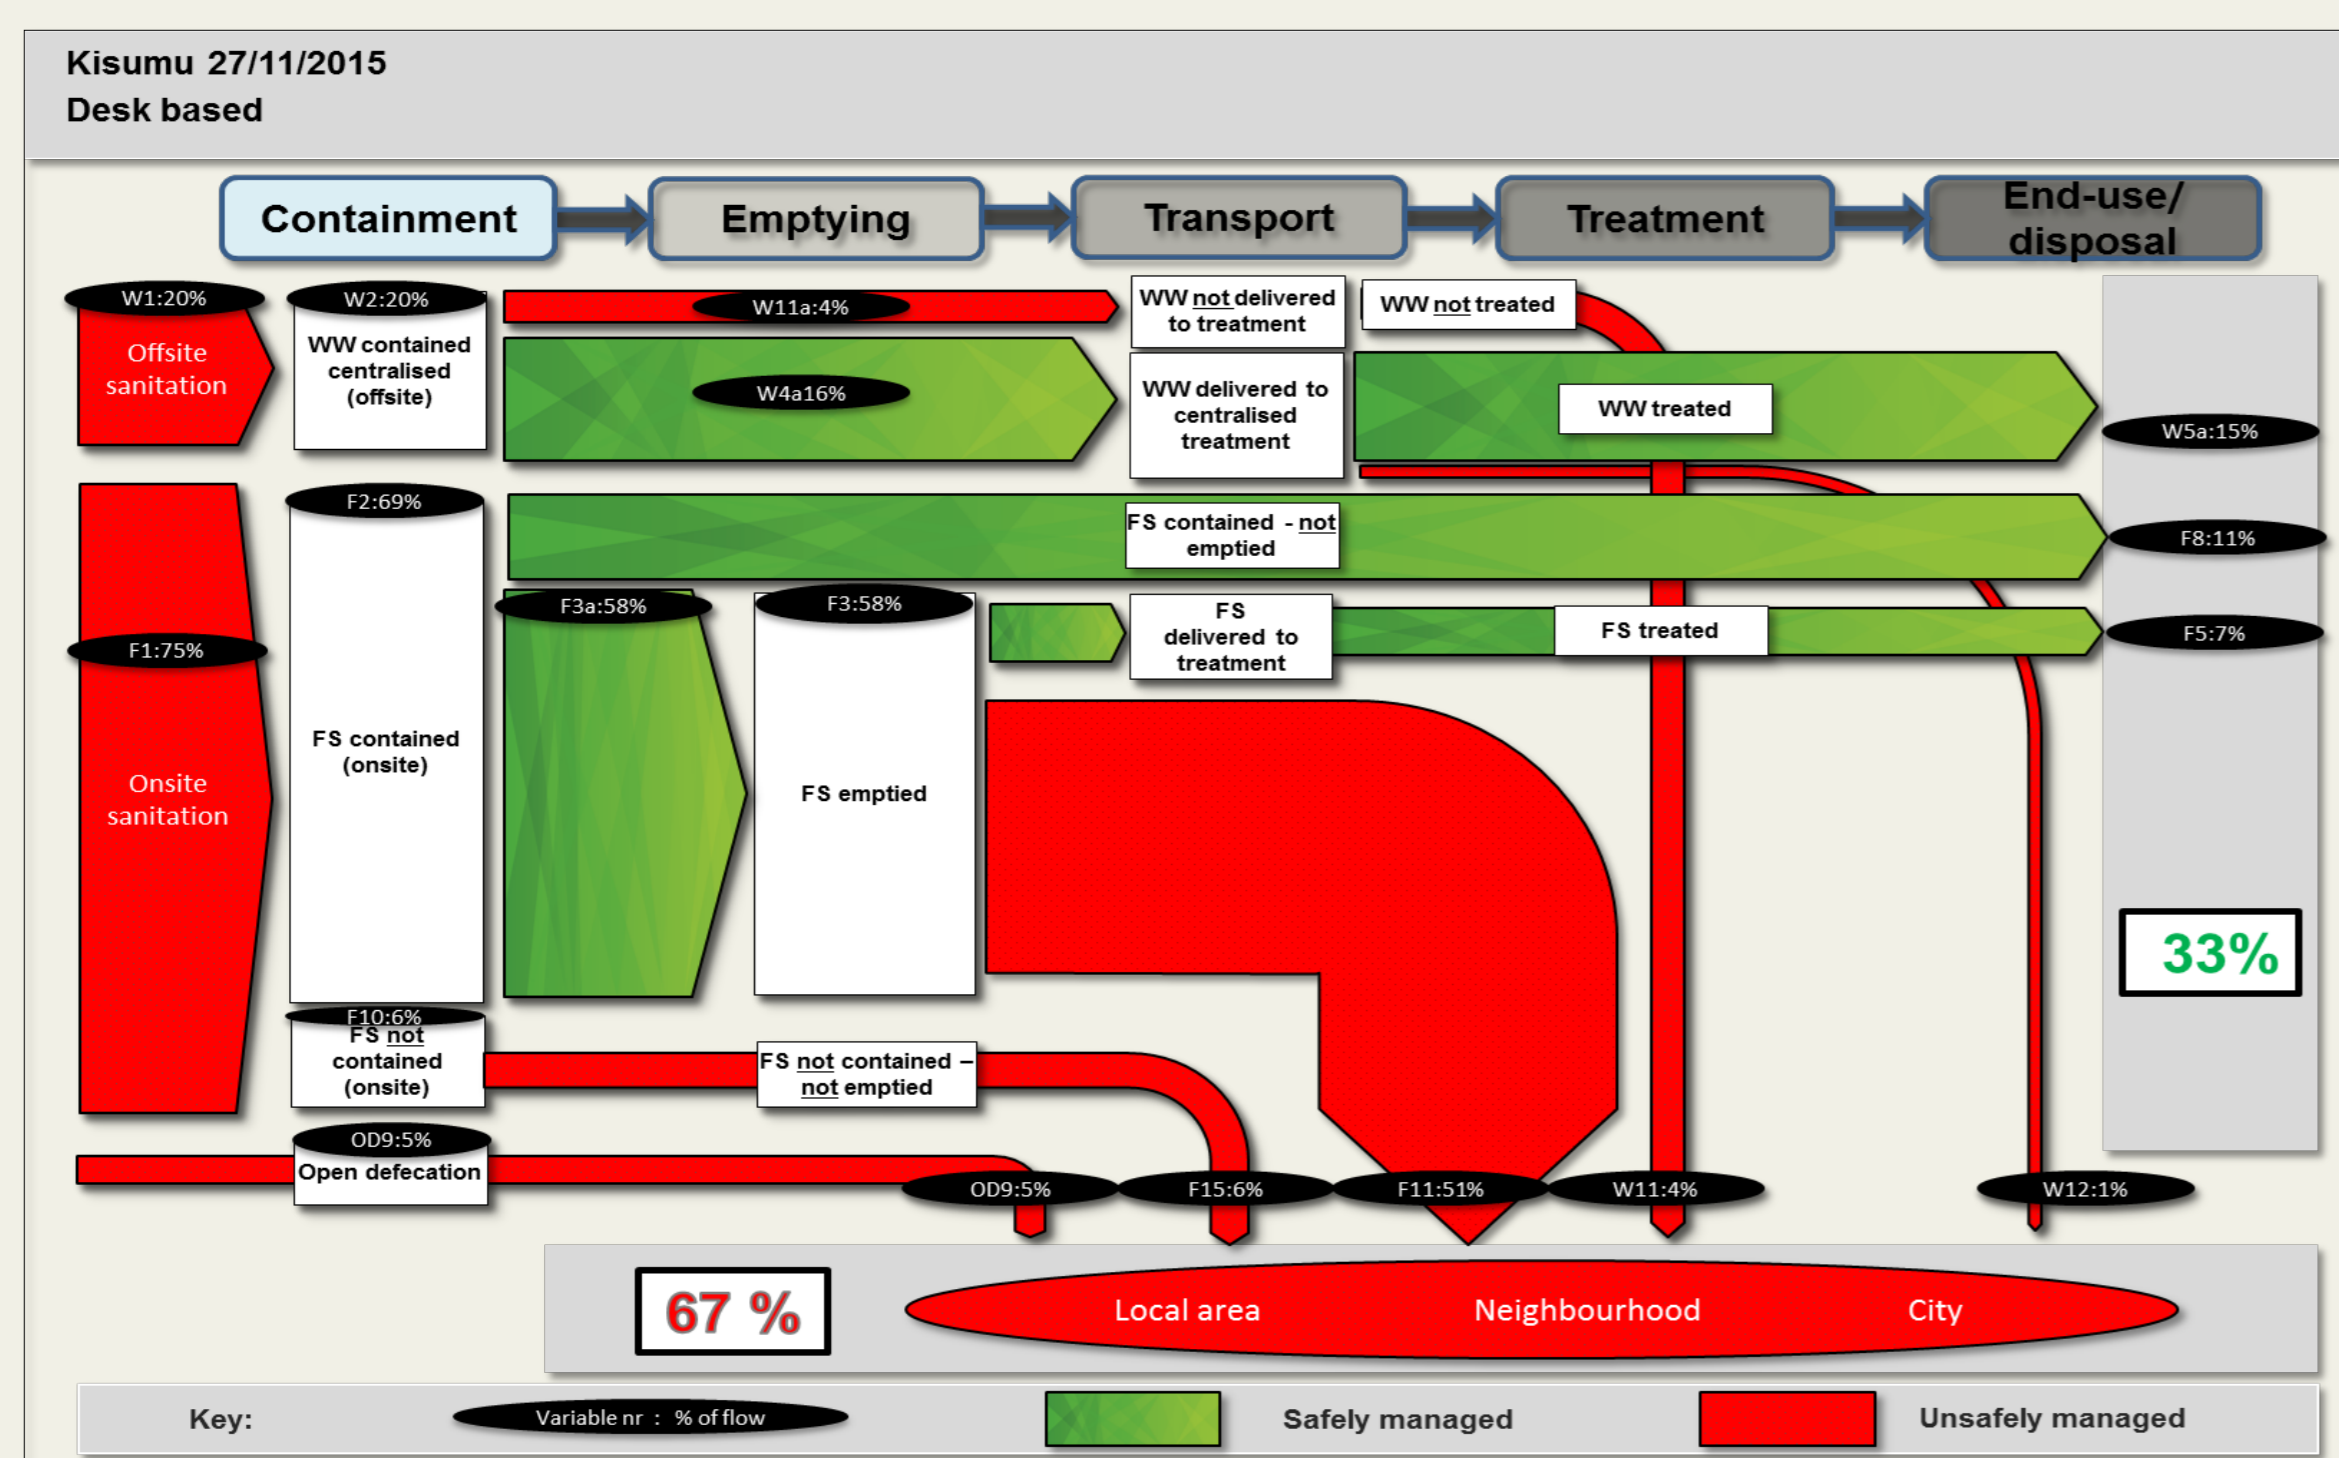 Kisumu 27/11/2015
Desk based
Containment
Emptying
Transport
Treatment
End-use/
disposal
W1:20%
Offsite
sanitation
W2:20%
WW contained
centralised
(offsite)
W11a:4%
W4a16%
WW not delivered
to treatment
WW delivered to
centralised
treatment
WW not treated
WW treated
W5a:15%
F1:75%
Onsite
sanitation
F2:69%
FS contained
(onsite)
FS contained - not
emptied
F8:11%
F3a:58%
F3:58%
FS emptied
FS
delivered to
treatment
FS treated
F5:7%
33%
F10:6%
FS not
contained
(onsite)
FS not contained –
not emptied
OD9:5%
Open defecation
OD9:5%
F15:6%
F11:51%
W11:4%
W12:1%
67 %
Local area
Neighbourhood
City
Key:
Variable nr : % of flow
Safely managed
Unsafely managed